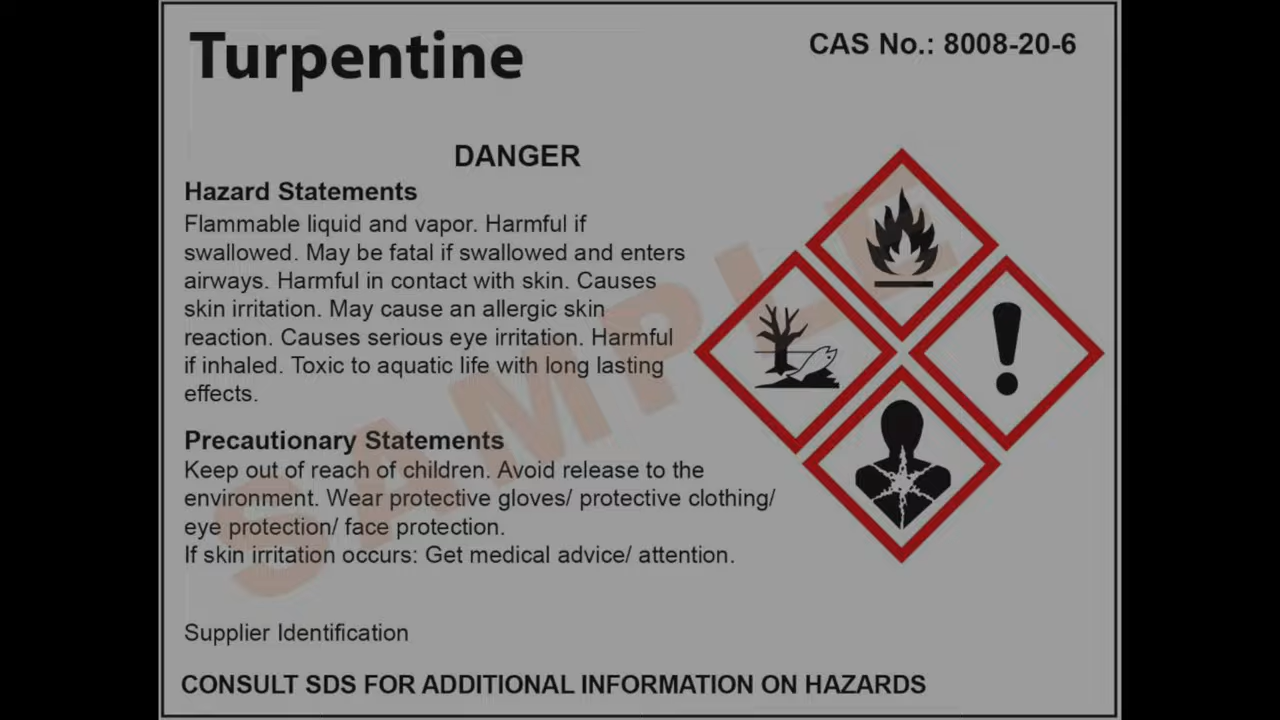 Turpentine
CAS No.: 8008-20-6
DANGER
Hazard Statements
Flammable liquid and vapor. Harmful if
swallowed. May be fatal if swallowed and enters
airways. Harmful in contact with skin. Causes
skin irritation. May cause an allergic skin
reaction. Causes serious eye irritation. Harmful
if inhaled. Toxic to aquatic life with long lasting
effects.
Precautionary Statements
Keep out of reach of children. Avoid release to the
environment. Wear protective gloves/ protective clothing/
eye protection/ face protection.
If skin irritation occurs: Get medical advice/ attention.
Supplier Identification
CONSULT SDS FOR ADDITIONAL INFORMATION ON HAZARDS
SAMPLE